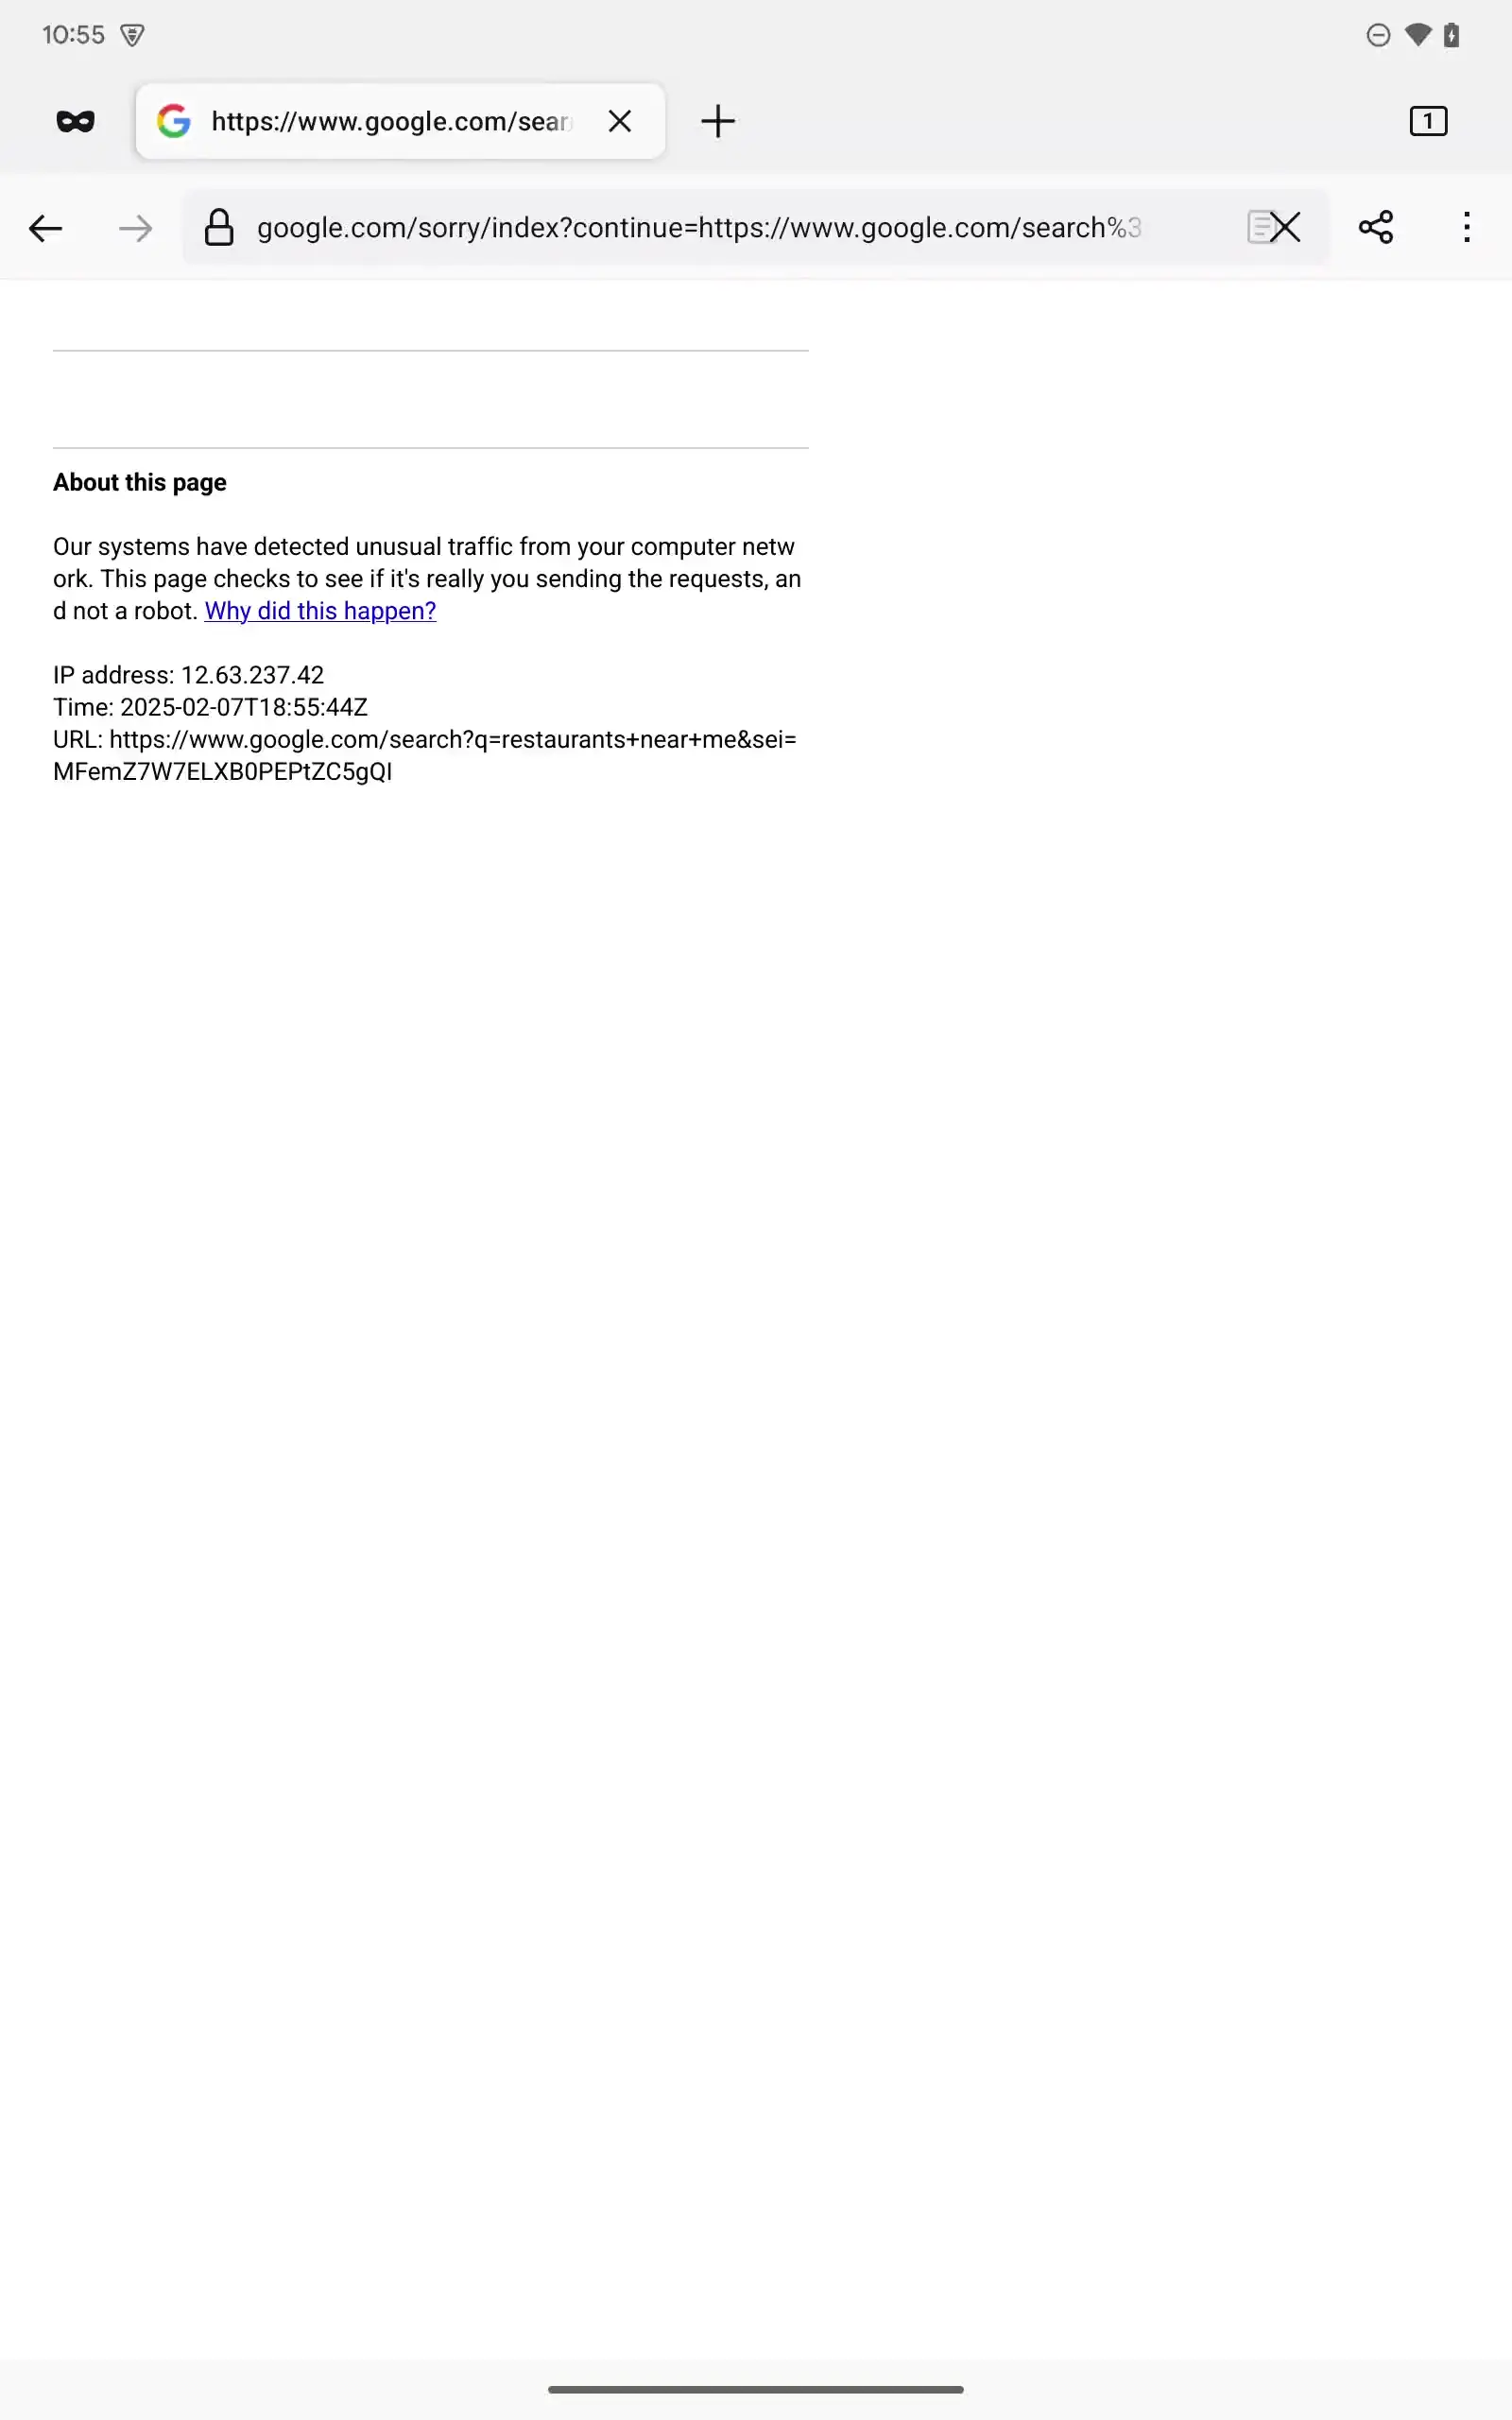 10:55
https://www.google.com/sear
1
google.com/sorry/index?continue=https://www.google.com/search%3
About this page
Our systems have detected unusual traffic from your computer netw
ork. This page checks to see if it's really you sending the requests, an
d not a robot. Why did this happen?
IP address: 12.63.237.42
Time: 2025-02-07T18:55:44Z
URL: https://www.google.com/search?q=restaurants+near+me&sei=
MFemZ7W7ELXB0PEPtZC5gQI